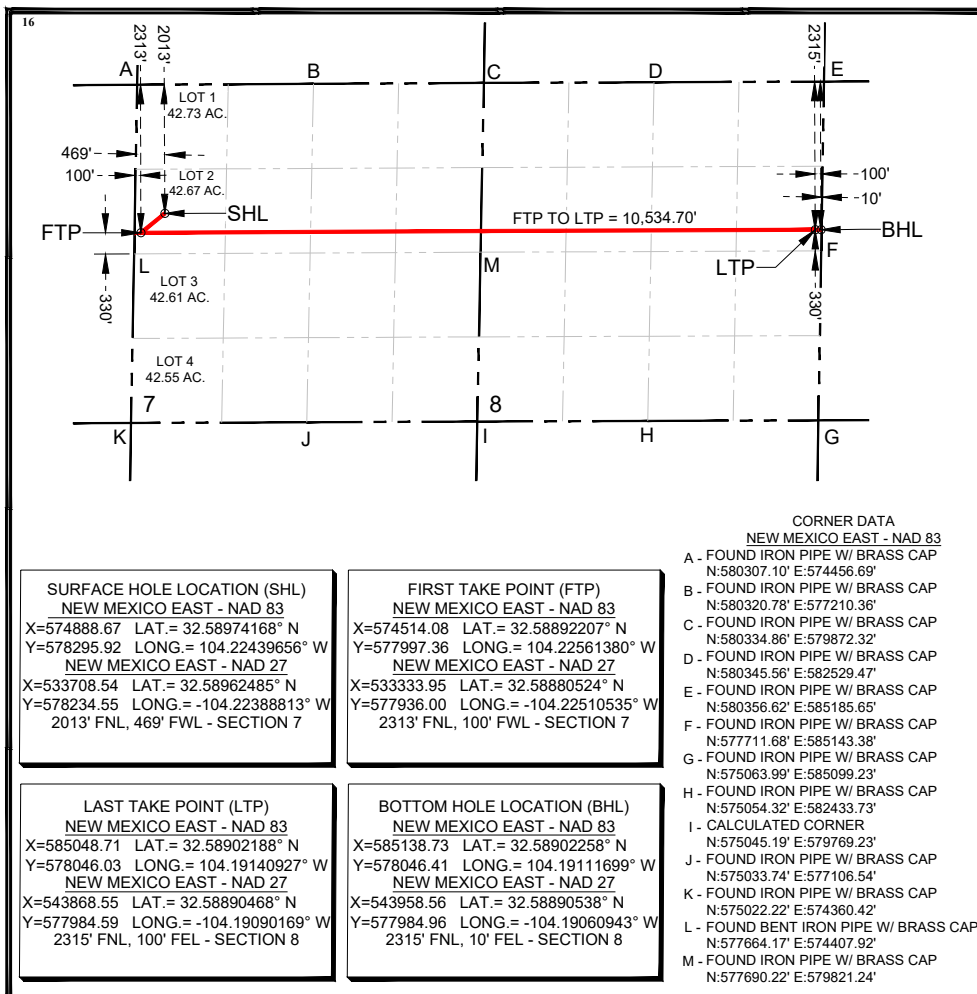 16
2313'
2013'
2315'
A
B
C
D
E
LOT 1
42.73 AC.
469'
100'
LOT 2
42.67 AC.
100'
10'
SHL
FTP
FTP TO LTP = 10,534.70'
BHL
LTP
L
M
F
LOT 3
42.61 AC.
330'
330'
LOT 4
42.55 AC.
7
8
K
J
I
H
G
SURFACE HOLE LOCATION (SHL)
NEW MEXICO EAST - NAD 83
X=574888.67 LAT.= 32.58974168° N
Y=578295.92 LONG.= 104.22439656° W
NEW MEXICO EAST - NAD 27
X=533708.54 LAT.= 32.58962485° N
Y=578234.55 LONG.= -104.22388813° W
2013' FNL, 469' FWL - SECTION 7
FIRST TAKE POINT (FTP)
NEW MEXICO EAST - NAD 83
X=574514.08 LAT.= 32.58892207° N
Y=577997.36 LONG.= 104.22561380° W
NEW MEXICO EAST - NAD 27
X=533333.95 LAT.= 32.58880524° N
Y=577936.00 LONG.= -104.22510535° W
2313' FNL, 100' FWL - SECTION 7
LAST TAKE POINT (LTP)
NEW MEXICO EAST - NAD 83
X=585048.71 LAT.= 32.58902188° N
Y=578046.03 LONG.= 104.19140927° W
NEW MEXICO EAST - NAD 27
X=543868.55 LAT.= 32.58890468° N
Y=577984.59 LONG.= -104.19090169° W
2315' FNL, 100' FEL - SECTION 8
BOTTOM HOLE LOCATION (BHL)
NEW MEXICO EAST - NAD 83
X=585138.73 LAT.= 32.58902258° N
Y=578046.41 LONG.= 104.19111699° W
NEW MEXICO EAST - NAD 27
X=543958.56 LAT.= 32.58890538° N
Y=577984.96 LONG.= -104.19060943° W
2315' FNL, 10' FEL - SECTION 8
CORNER DATA
NEW MEXICO EAST - NAD 83
A - FOUND IRON PIPE W/ BRASS CAP
N:580307.10' E:574456.69'
B - FOUND IRON PIPE W/ BRASS CAP
N:580320.78' E:577210.36'
C - FOUND IRON PIPE W/ BRASS CAP
N:580334.86' E:579872.32'
D - FOUND IRON PIPE W/ BRASS CAP
N:580345.56' E:582529.47'
E - FOUND IRON PIPE W/ BRASS CAP
N:580356.62' E:585185.65'
F - FOUND IRON PIPE W/ BRASS CAP
N:577711.68' E:585143.38'
G - FOUND IRON PIPE W/ BRASS CAP
N:575063.99' E:585099.23'
H - FOUND IRON PIPE W/ BRASS CAP
N:575054.32' E:582433.73'
I - CALCULATED CORNER
N:575045.19' E:579769.23'
J - FOUND IRON PIPE W/ BRASS CAP
N:575033.74' E:577106.54'
K - FOUND IRON PIPE W/ BRASS CAP
N:575022.22' E:574360.42'
L - FOUND BENT IRON PIPE W/ BRASS CAP
N:577664.17' E:574407.92'
M - FOUND IRON PIPE W/ BRASS CAP
N:577690.22' E:579821.24'